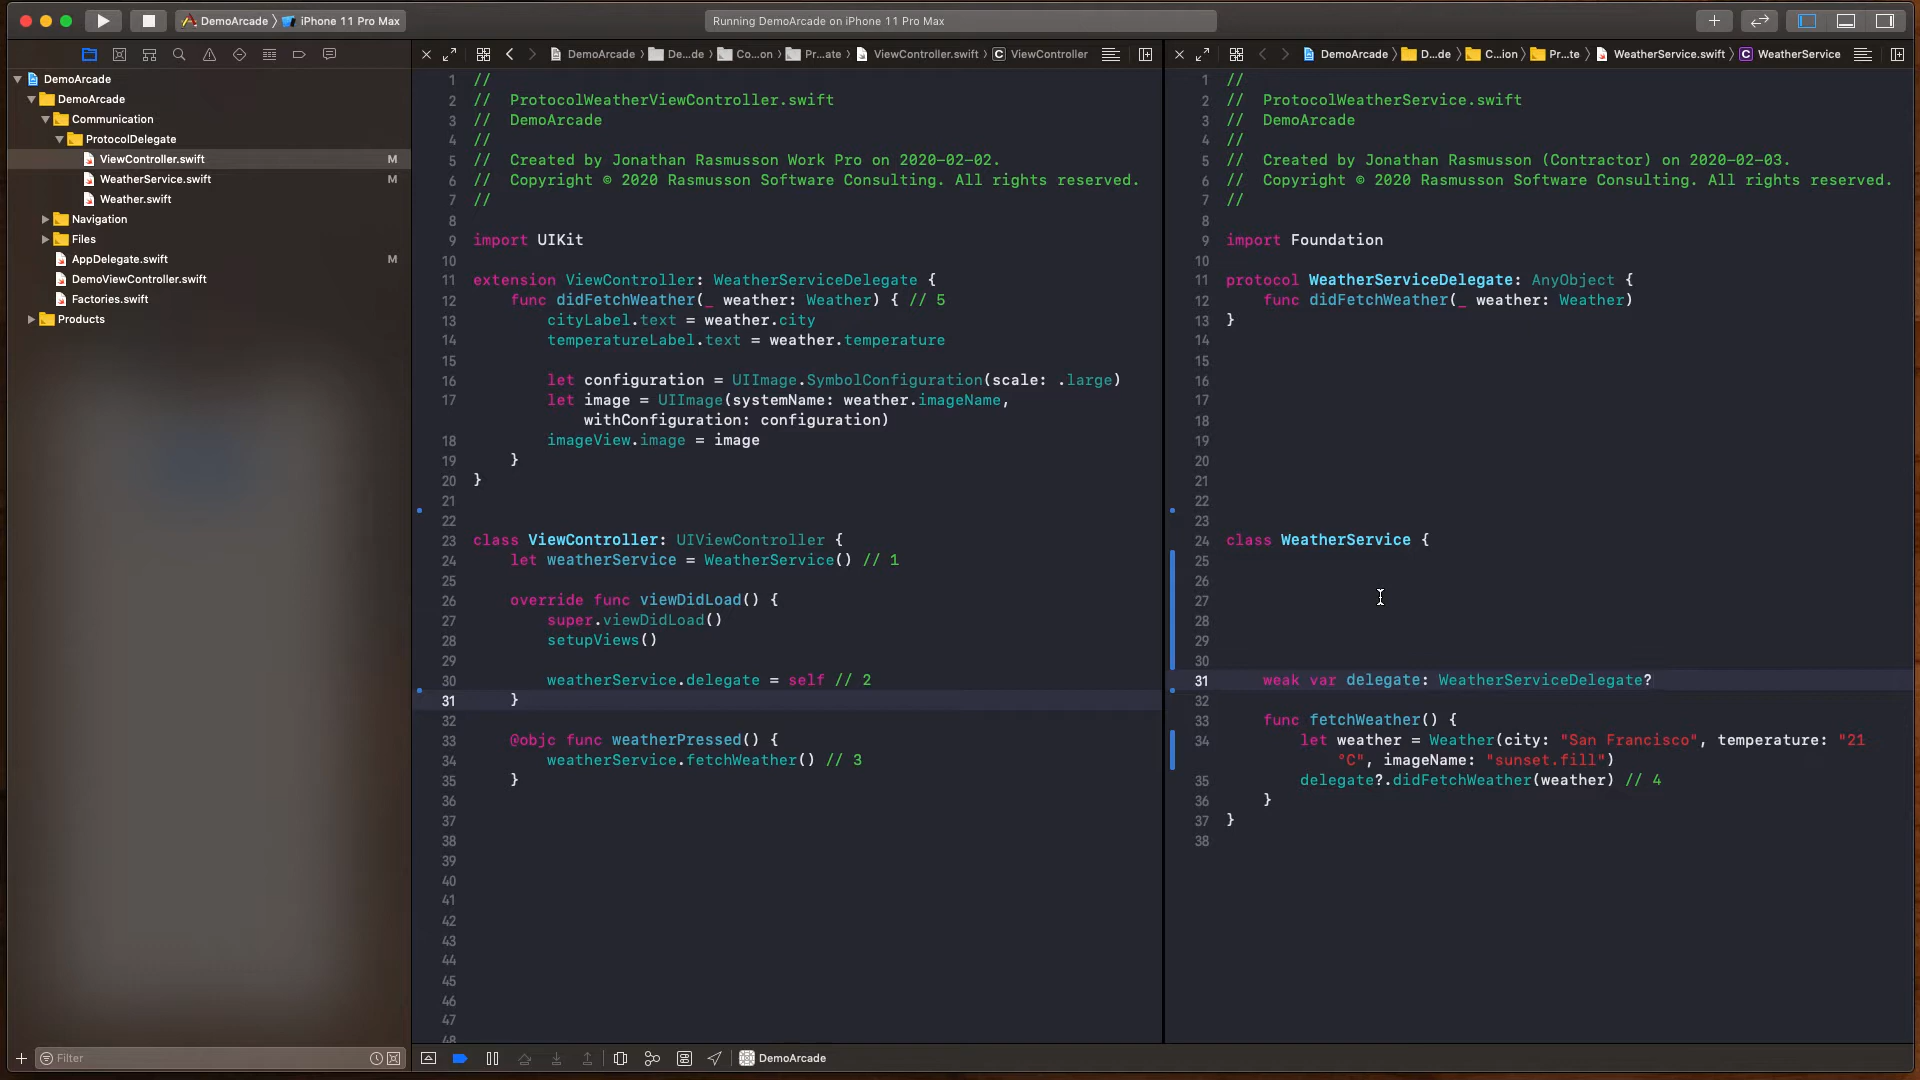 DemoArcade 〉 iPhone 11 Pro Max
Running DemoArcade on iPhone 11 Pro Max
DemoArcade
DemoArcade
Communication
ProtocolDelegate
ViewController.swift M
WeatherService.swift M
Weather.swift
Navigation
Files
AppDelegate.swift M
DemoViewController.swift
Factories.swift
Products
Filter
DemoArcade 〉 De...de 〉 Co...on 〉 Pr...ate 〉 ViewController.swift 〉 C ViewController
1 //
2 //  ProtocolWeatherViewController.swift
3 //  DemoArcade
4 //
5 //  Created by Jonathan Rasmusson Work Pro on 2020-02-02.
6 //  Copyright © 2020 Rasmusson Software Consulting. All rights reserved.
7 //
8
9 import UIKit
10
11 extension ViewController: WeatherServiceDelegate {
12 func didFetchWeather(_ weather: Weather) { // 5
13 cityLabel.text = weather.city
14 temperatureLabel.text = weather.temperature
15
16 let configuration = UIImage.SymbolConfiguration(scale: .large)
17 let image = UIImage(systemName: weather.imageName,
withConfiguration: configuration)
18 imageView.image = image
19 }
20 }
21
22
23 class ViewController: UIViewController {
24 let weatherService = WeatherService() // 1
25
26 override func viewDidLoad() {
27 super.viewDidLoad()
28 setupViews()
29
30 weatherService.delegate = self // 2
31 }
32
33 @objc func weatherPressed() {
34 weatherService.fetchWeather() // 3
35 }
36
37
38
39
40
41
42
43
44
45
46
47
48
DemoArcade
DemoArcade 〉 D...de 〉 C...ion 〉 Pr...te 〉 WeatherService.swift 〉 C WeatherService
1 //
2 //  ProtocolWeatherService.swift
3 //  DemoArcade
4 //
5 //  Created by Jonathan Rasmusson (Contractor) on 2020-02-03.
6 //  Copyright © 2020 Rasmusson Software Consulting. All rights reserved.
7 //
8
9 import Foundation
10
11 protocol WeatherServiceDelegate: AnyObject {
12 func didFetchWeather(_ weather: Weather)
13 }
14
15
16
17
18
19
20
21
22
23
24 class WeatherService {
25
26
27
28
29
30
31 weak var delegate: WeatherServiceDelegate?
32
33 func fetchWeather() {
34 let weather = Weather(city: "San Francisco", temperature: "21
°C", imageName: "sunset.fill")
35 delegate?.didFetchWeather(weather) // 4
36 }
37 }
38